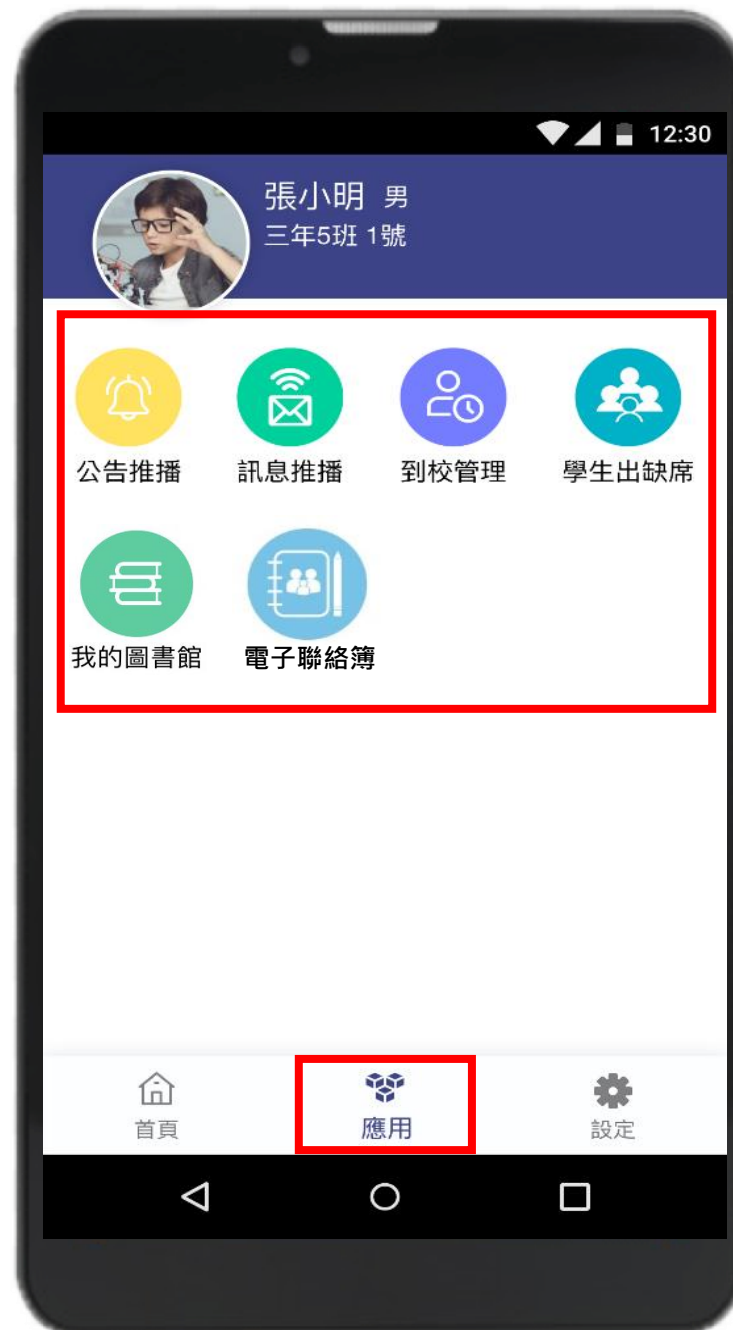 12:30
張小明 男
三年5班 1號
公告推播 訊息推播 到校管理 學生出缺席
我的圖書館 電子聯絡簿
首頁 應用 設定